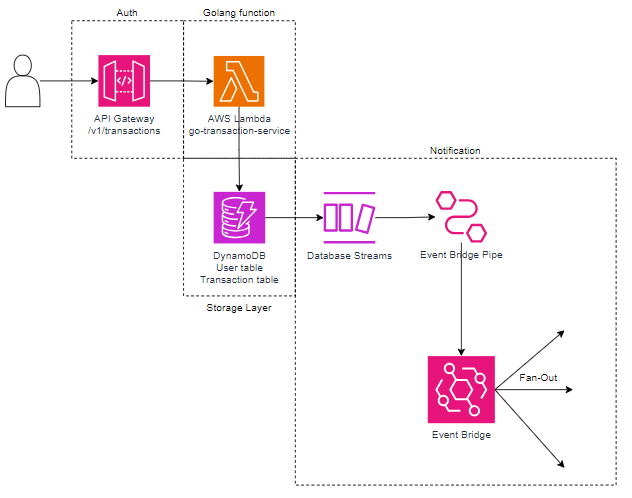 Auth
Golang function
API Gateway
/v1/transactions
AWS Lambda
go-transaction-service
Notification
DynamoDB
User table
Transaction table
Database Streams
Event Bridge Pipe
Storage Layer
Fan-Out
Event Bridge